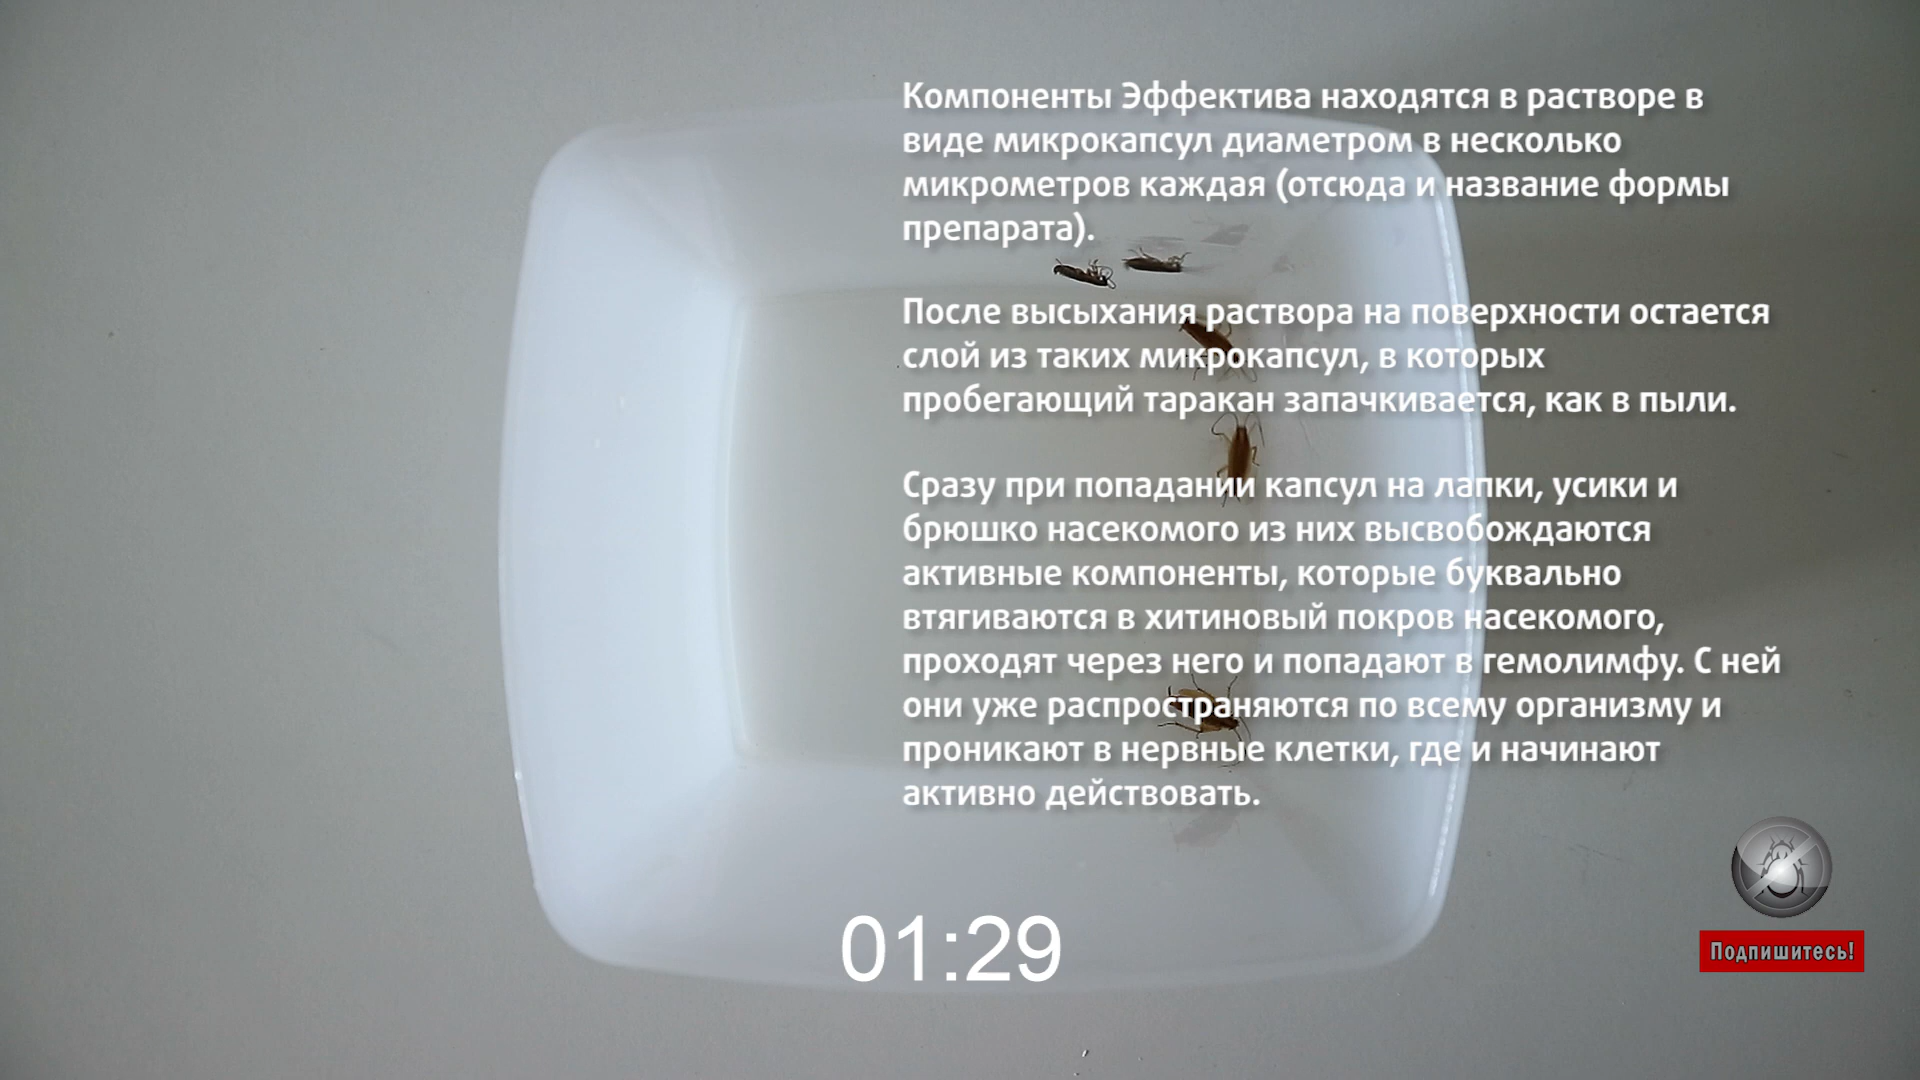 Компоненты Эффектива находятся в растворе в
виде микрокапсул диаметром в несколько
микрометров каждая (отсюда и название формы
препарата).
После высыхания раствора на поверхности остается
слой из таких микрокапсул, в которых
пробегающий таракан запачкивается, как в пыли.
Сразу при попадании капсул на лапки, усики и
брюшко насекомого из них высвобождаются
активные компоненты, которые буквально
втягиваются в хитиновый покров насекомого,
проходят через него и попадают в гемолимфу. С ней
они уже распространяются по всему организму и
проникают в нервные клетки, где и начинают
активно действовать.
01:29
Подпишитесь!